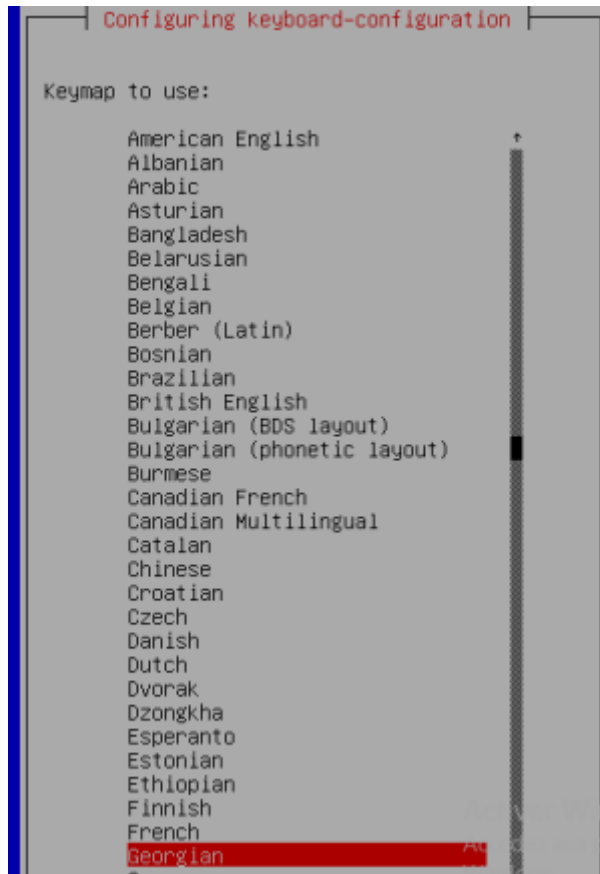 Configuring keyboard-configuration
Keymap to use:
American English
Albanian
Arabic
Asturian
Bangladesh
Belarusian
Bengali
Belgian
Berber (Latin)
Bosnian
Brazilian
British English
Bulgarian (BDS layout)
Bulgarian (phonetic layout)
Burmese
Canadian French
Canadian Multilingual
Catalan
Chinese
Croatian
Czech
Danish
Dutch
Dvorak
Dzongkha
Esperanto
Estonian
Ethiopian
Finnish
French
Georgian